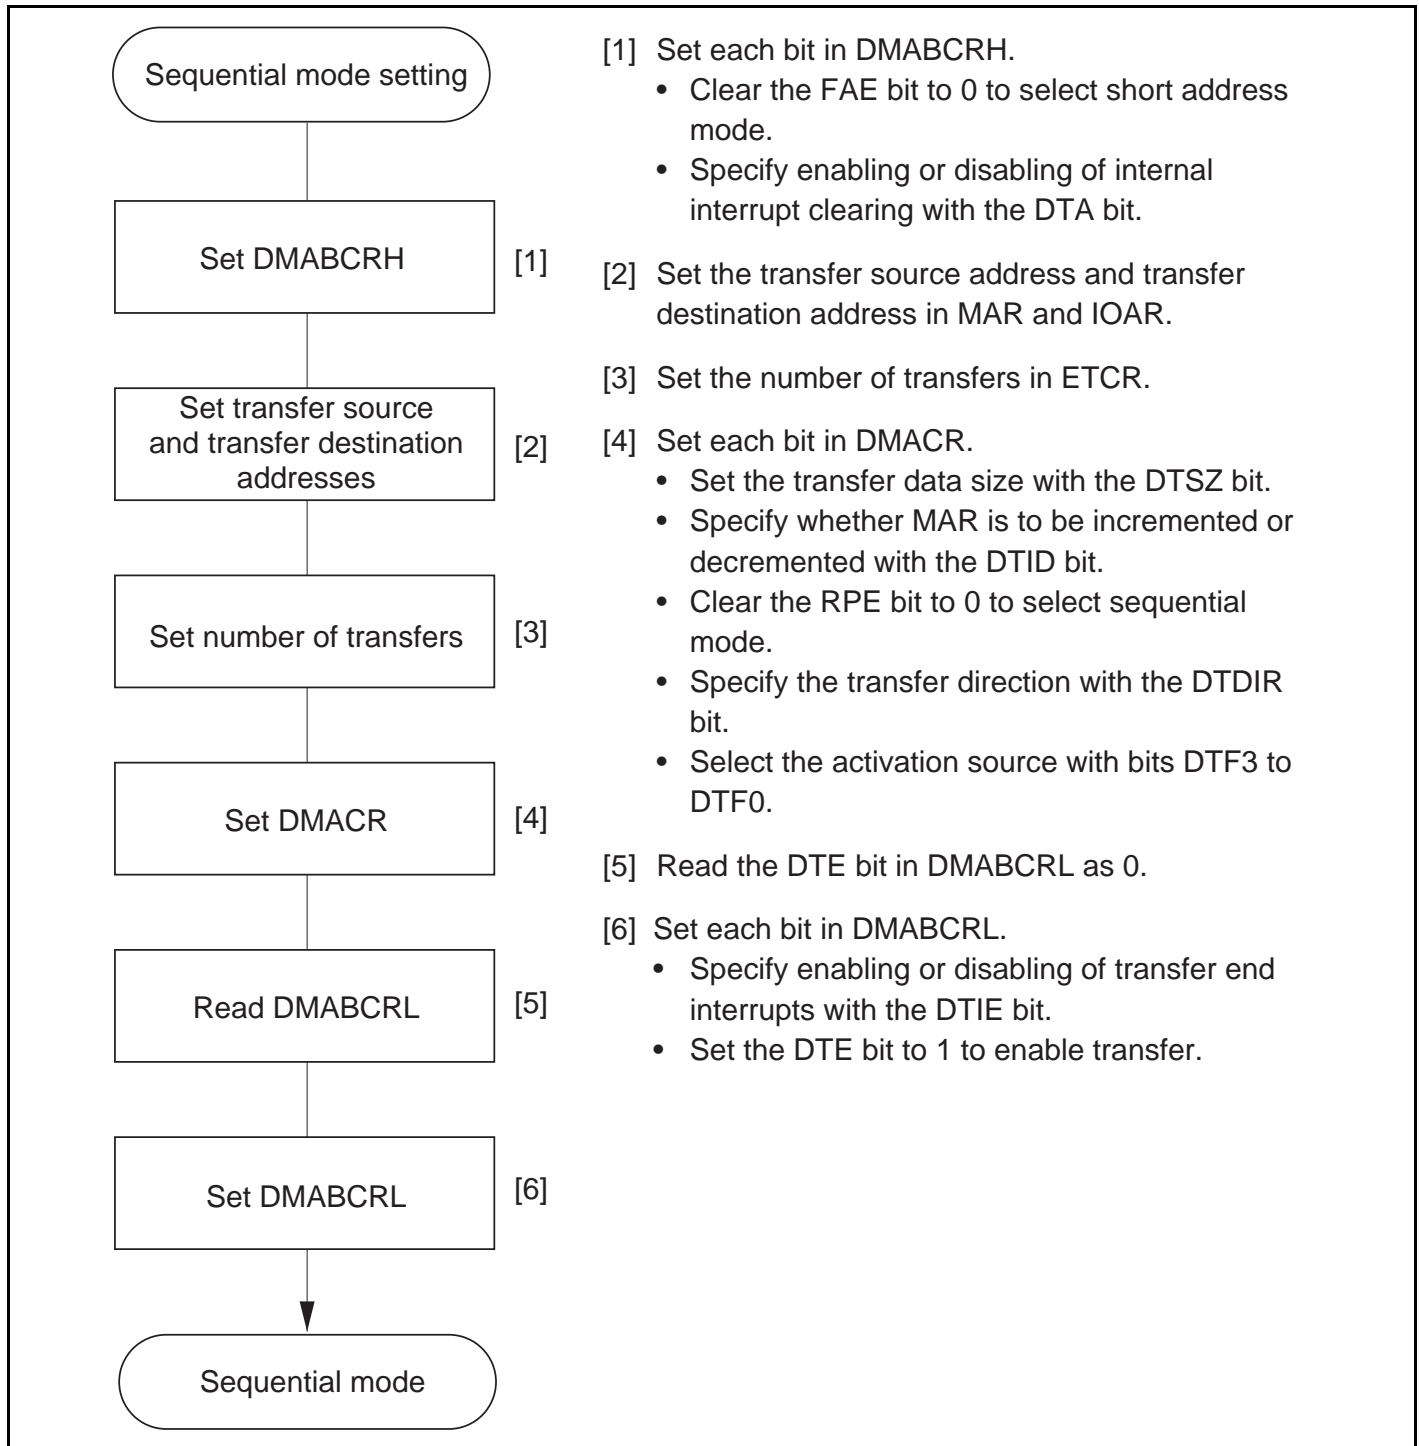 Sequential mode setting
Set DMABCRH [1]
Set transfer source
and transfer destination
addresses
[2]
Set number of transfers [3]
Set DMACR [4]
Read DMABCRL [5]
Set DMABCRL [6]
Sequential mode
[1] Set each bit in DMABCRH.
• Clear the FAE bit to 0 to select short address
mode.
• Specify enabling or disabling of internal
interrupt clearing with the DTA bit.
[2] Set the transfer source address and transfer
destination address in MAR and IOAR.
[3] Set the number of transfers in ETCR.
[4] Set each bit in DMACR.
• Set the transfer data size with the DTSZ bit.
• Specify whether MAR is to be incremented or
decremented with the DTID bit.
• Clear the RPE bit to 0 to select sequential
mode.
• Specify the transfer direction with the DTDIR
bit.
• Select the activation source with bits DTF3 to
DTF0.
[5] Read the DTE bit in DMABCRL as 0.
[6] Set each bit in DMABCRL.
• Specify enabling or disabling of transfer end
interrupts with the DTIE bit.
• Set the DTE bit to 1 to enable transfer.